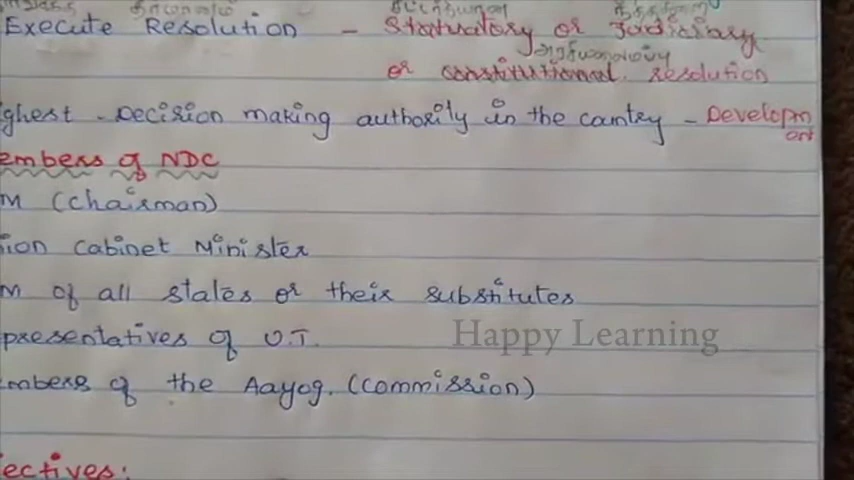 Execute Resolution - Statuatory or Judiciary
or constitutional resolution
ghest - Decision making authority in the country - Developm
ent
embers of NDC
M (chairman)
ion cabinet Minister
M of all states or their substitutes
presentatives of U.T.
Happy Learning
mbers of the Aayog. (commission)
ectives: